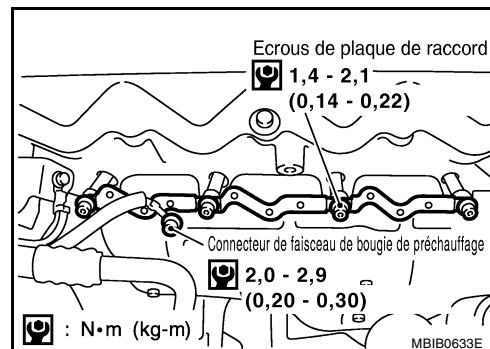 Ecrous de plaque de raccord
1,4 - 2,1
(0,14 - 0,22)
Connecteur de faisceau de bougie de préchauffage
2,0 - 2,9
(0,20 - 0,30)
: N•m (kg-m)
MBIB0633E